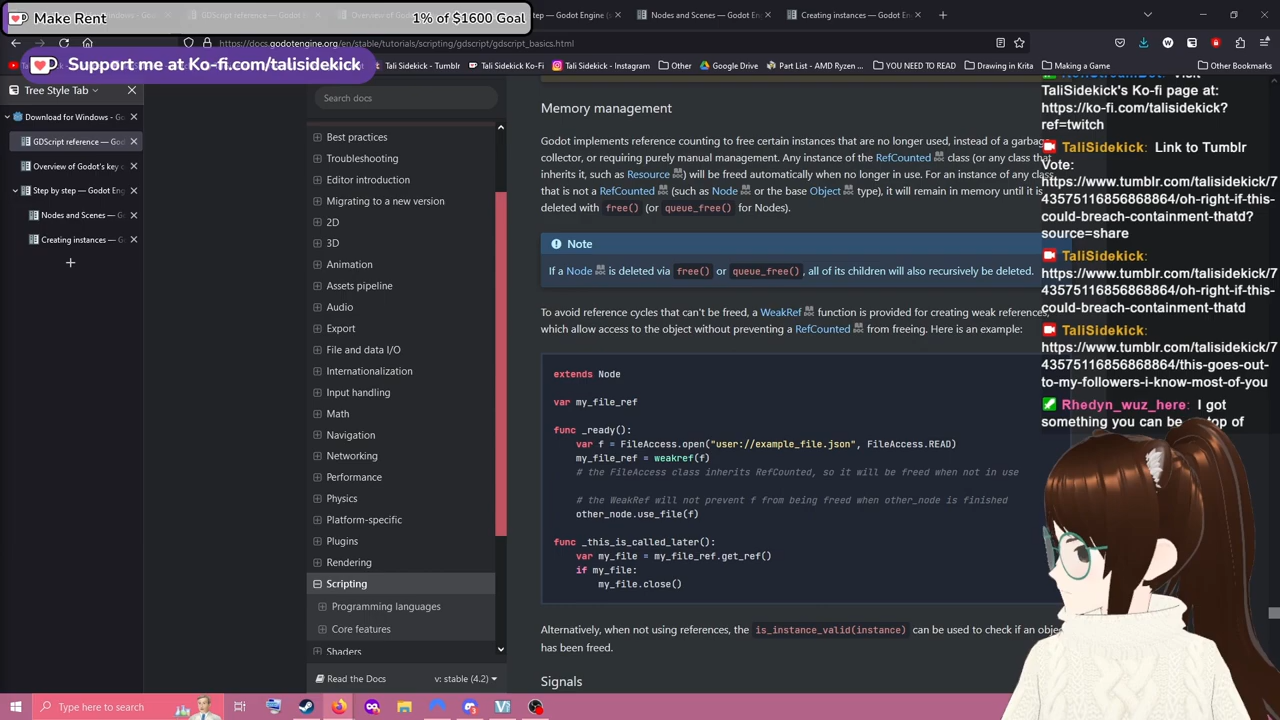 Make Rent
1% of $1600 Goal
Support me at Ko-fi.com/talisidekick
Nodes and Scenes — Godot Eng
Creating instances — Godot Eng
https://docs.godotengine.org/en/stable/tutorials/scripting/gdscript/gdscript_basics.html
Tali Sidekick - Tumblr
Tali Sidekick Ko-Fi
Instagram - Tali Sidekick
Other
Google Drive
Part List - AMD Ryzen
YOU NEED TO READ
Drawing in Krita
Making a Game
Other Bookmarks
Tree Style Tab
Download for Windows - Go
GDScript reference — God
Overview of Godot's key c
Step by step — Godot Eng
Nodes and Scenes — Go
Creating instances — Go
Search docs
Best practices
Troubleshooting
Editor introduction
Migrating to a new version
2D
3D
Animation
Assets pipeline
Audio
Export
File and data I/O
Internationalization
Input handling
Math
Navigation
Networking
Performance
Physics
Platform-specific
Plugins
Rendering
Scripting
Programming languages
Core features
Shaders
Read the Docs
v: stable (4.2)
Memory management
Godot implements reference counting to free certain instances that are no longer used, instead of a garbage
collector, or requiring purely manual management. Any instance of the RefCounted class (or any class that
inherits it, such as Resource) will be freed automatically when no longer in use. For an instance of any class
that is not a RefCounted (such as Node or the base Object type), it will remain in memory until it is
deleted with free() (or queue_free() for Nodes).
Note
If a Node is deleted via free() or queue_free(), all of its children will also recursively be deleted.
To avoid reference cycles that can't be freed, a WeakRef function is provided for creating weak references,
which allow access to the object without preventing a RefCounted from freeing. Here is an example:
extends Node
var my_file_ref
func _ready():
var f = FileAccess.open("user://example_file.json", FileAccess.READ)
my_file_ref = weakref(f)
# the FileAccess class inherits RefCounted, so it will be freed when not in use
# the WeakRef will not prevent f from being freed when other_node is finished
other_node.use_file(f)
func _this_is_called_later():
var my_file = my_file_ref.get_ref()
if my_file:
my_file.close()
Alternatively, when not using references, the is_instance_valid(instance) can be used to check if an obje
has been freed.
Signals
TaliSidekick's Ko-fi page at:
https://ko-fi.com/talisidekick?
ref=twitch
TaliSidekick: Link to Tumblr
Vote:
https://www.tumblr.com/talisidekick/7
43575116856868864/oh-right-if-this-
could-breach-containment-thatd?
source=share
TaliSidekick:
https://www.tumblr.com/talisidekick/7
43575116856868864/oh-right-if-this-
could-breach-containment-thatd
TaliSidekick:
https://www.tumblr.com/talisidekick/7
43575116856868864/this-goes-out-
to-my-followers-i-know-most-of-you
Rhedyn_wuz_here: I got
something you can be top of
Type here to search